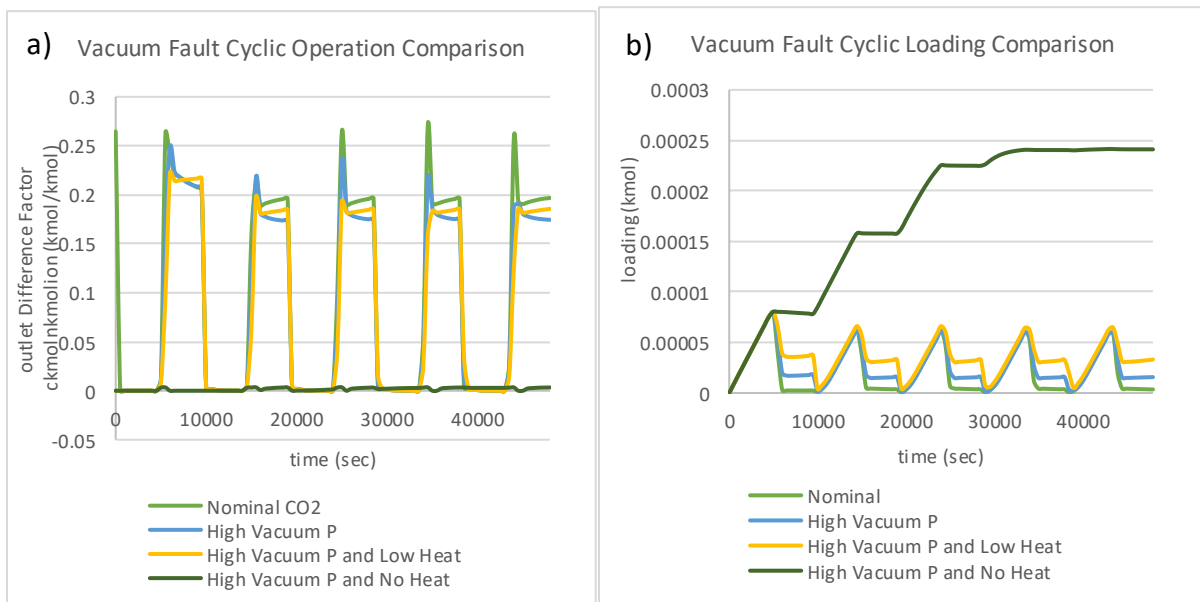 a)
Vacuum Fault Cyclic Operation Comparison
0.3
0.25
0.2
0.15
0.1
0.05
0
-0.05
outlet Difference Factor
ckmolnkmolion (kmol/kmol)
0
10000
20000
30000
40000
time (sec)
Nominal CO2
High Vacuum P
High Vacuum P and Low Heat
High Vacuum P and No Heat
b)
Vacuum Fault Cyclic Loading Comparison
0.0003
0.00025
0.0002
0.00015
0.0001
0.00005
0
loading (kmol)
0
10000
20000
30000
40000
time (sec)
Nominal
High Vacuum P
High Vacuum P and Low Heat
High Vacuum P and No Heat